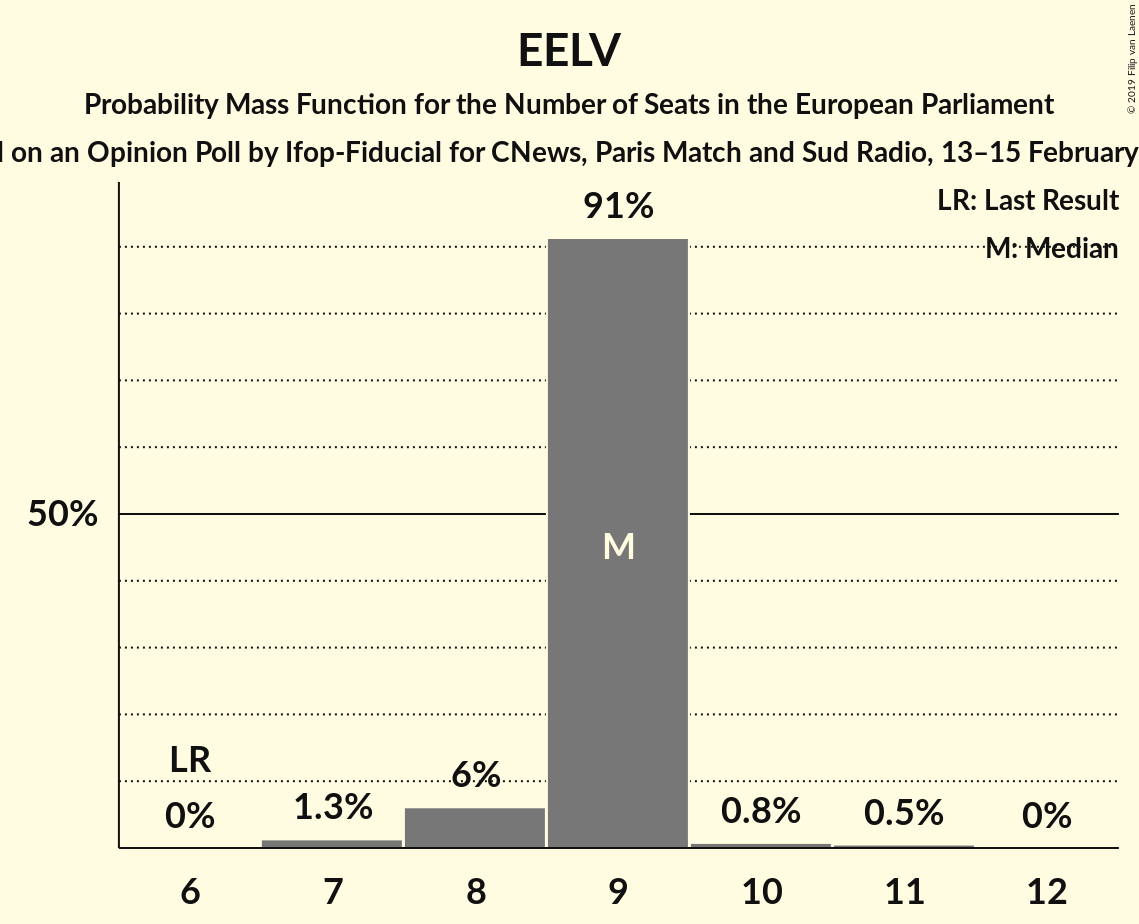 EELV
Probability Mass Function for the Number of Seats in the European Parliament
on an Opinion Poll by Ifop-Fiducial for CNews, Paris Match and Sud Radio, 13–15 February
© 2019 Filip van Laenen
LR: Last Result
M: Median
91%
50%
M
LR
0%
1.3%
6%
0.8%
0.5%
0%
6 7 8 9 10 11 12